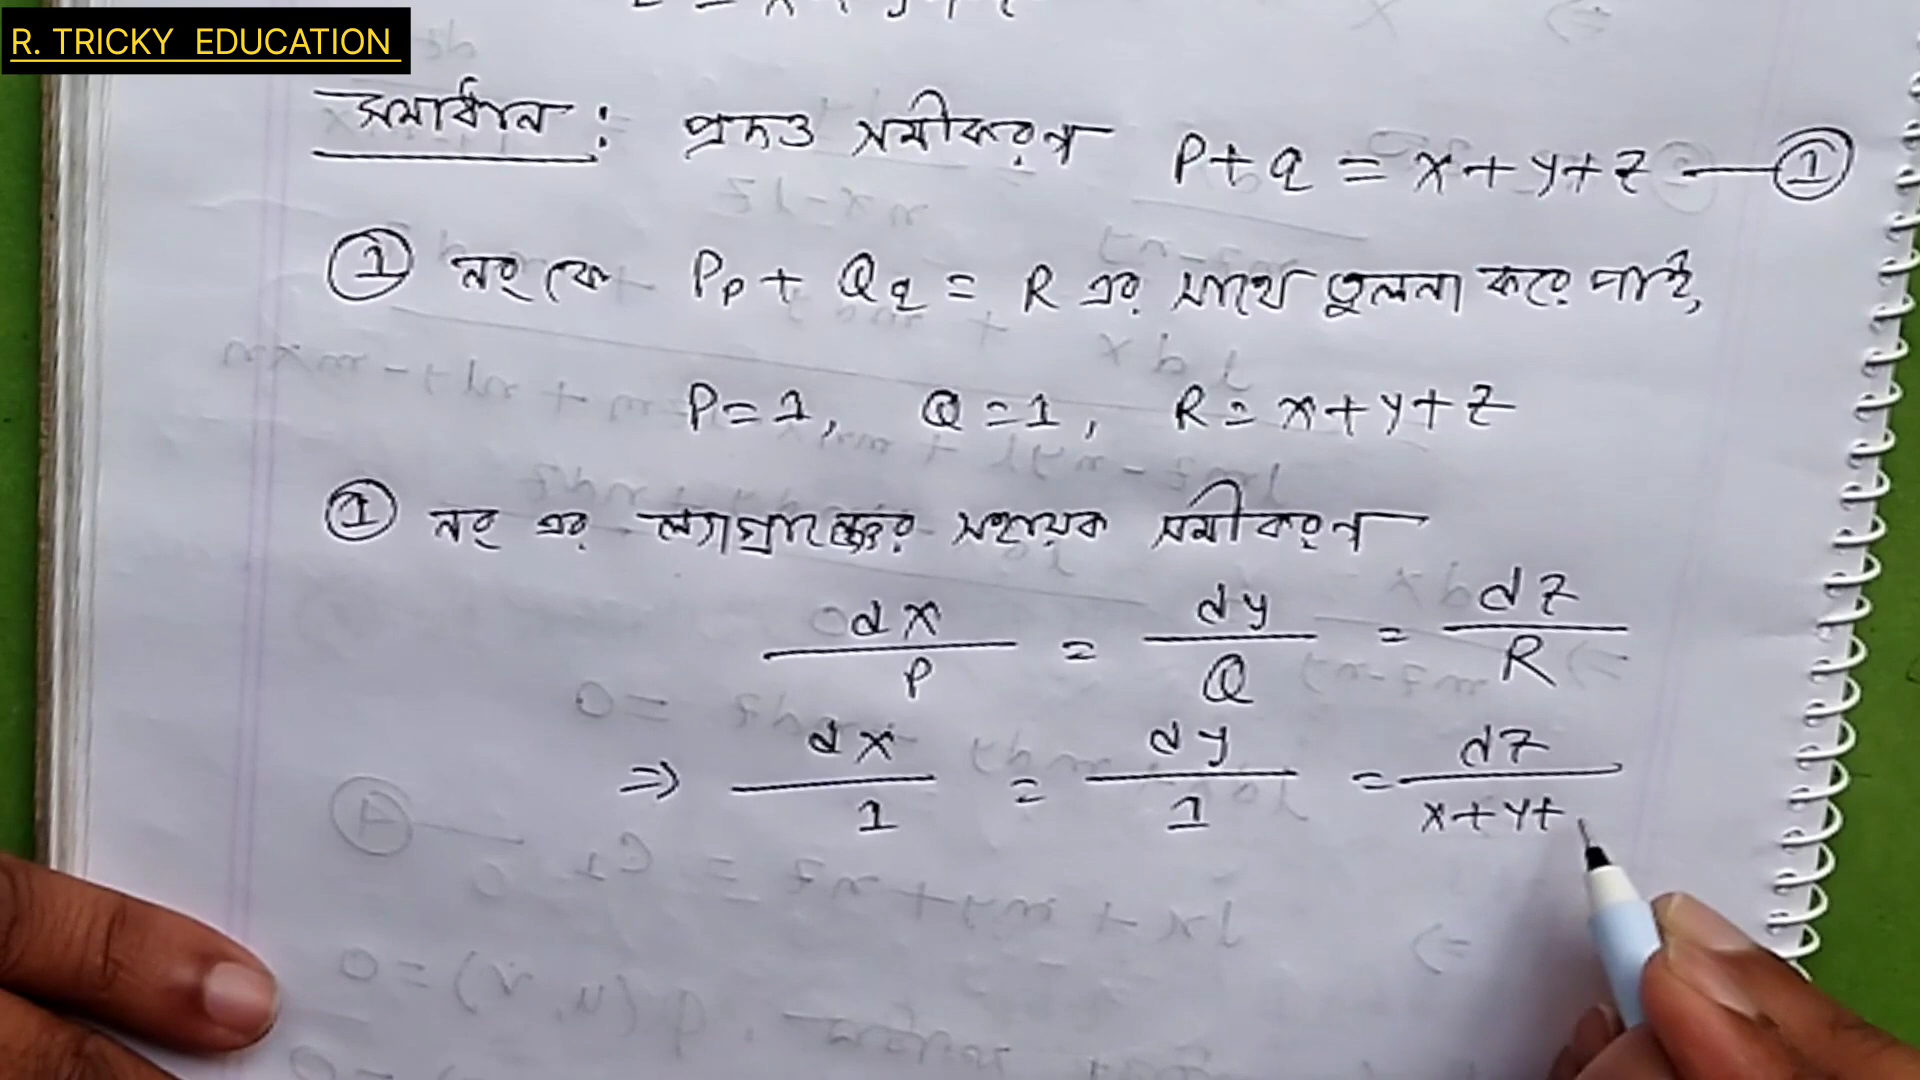 R. TRICKY EDUCATION
সমাধান : প্রদত্ত সমীকরণ P+q = x+y+z —①
① নং কে Pp + Qq = R এর সাথে তুলনা করে পাই,
P=1, Q=1, R=x+y+z
① নং এর ল্যাগ্রাঞ্জের সহায়ক সমীকরণ
dx/P = dy/Q = dz/R
⇒ dx/1 = dy/1 = dz/x+y+